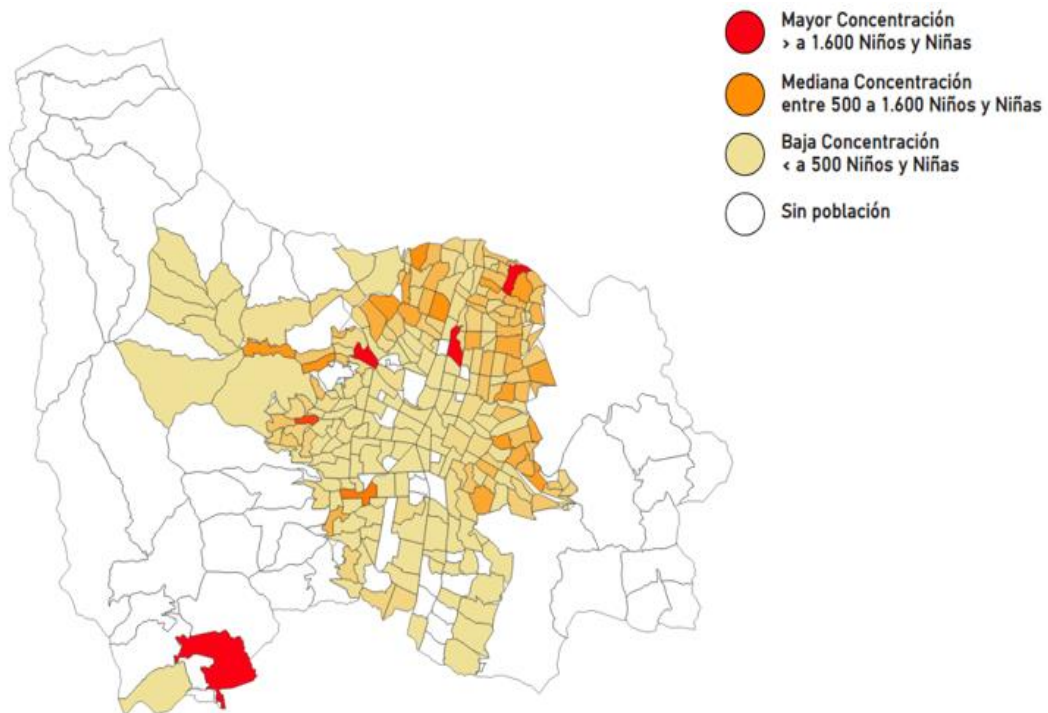 Mayor Concentración
> a 1.600 Niños y Niñas
Mediana Concentración
entre 500 a 1.600 Niños y Niñas
Baja Concentración
< a 500 Niños y Niñas
Sin población